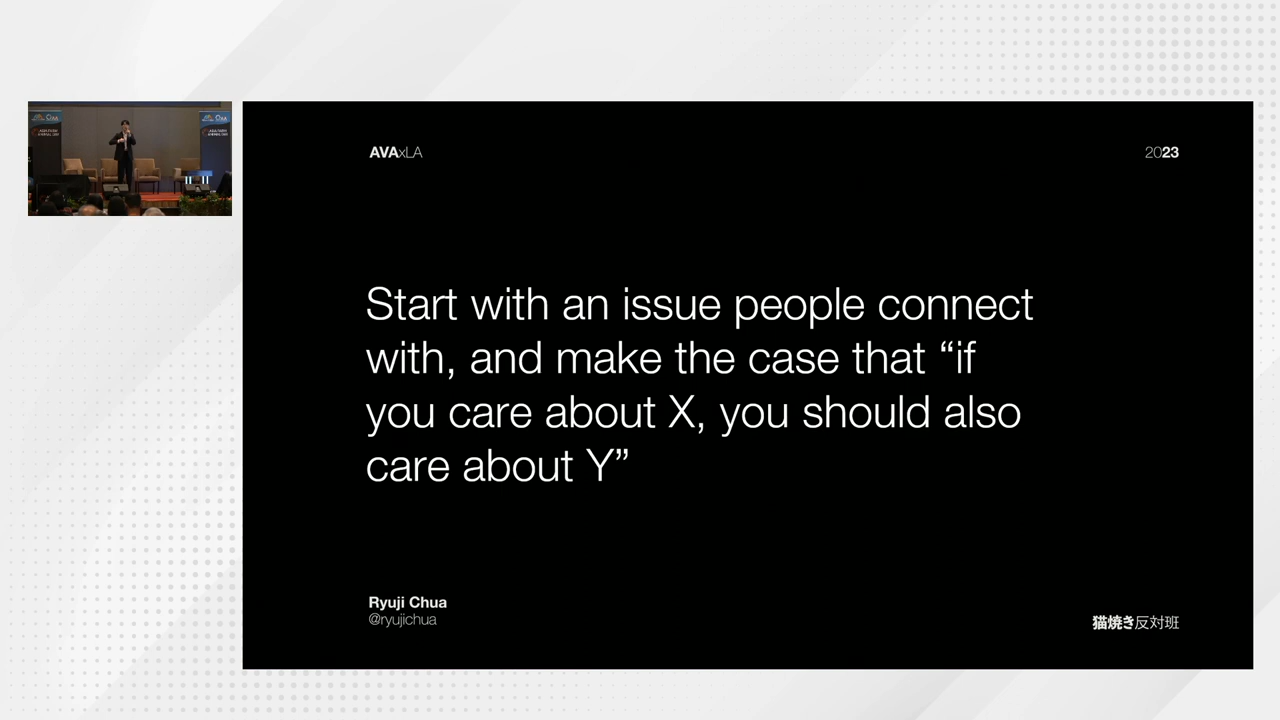 AVAxLA
2023
Start with an issue people connect
with, and make the case that “if
you care about X, you should also
care about Y”
Ryuji Chua
@ryujichua
猫焼き反対班